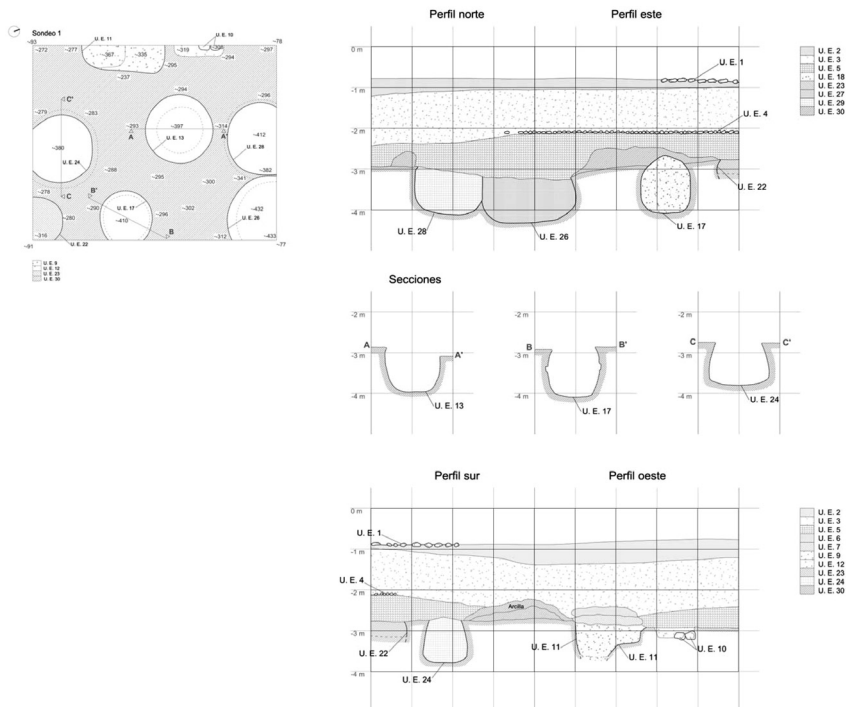 Sondeo 1
~93
~272
~277
U. E. 11
~367
~335
~319
U. E. 10
~308
~294
~297
~78
~295
~237
~294
C'
~279
~283
~296
~293
~397
~314
A
A'
~412
U. E. 13
~380
U. E. 26
U. E. 24
~288
~295
~300
~341
~382
~278
C
B'
~290
U. E. 17
~296
~302
~432
~280
~410
U. E. 26
~316
B
~312
~433
~81
U. E. 22
~77
U. E. 9
U. E. 12
U. E. 23
U. E. 30
Perfil norte
Perfil este
0 m
-1 m
-2 m
-3 m
-4 m
U. E. 1
U. E. 4
U. E. 22
U. E. 28
U. E. 26
U. E. 17
U. E. 2
U. E. 3
U. E. 5
U. E. 18
U. E. 23
U. E. 27
U. E. 29
U. E. 30
Secciones
-2 m
-3 m
-4 m
A
A'
U. E. 13
-2 m
-3 m
-4 m
B
B'
U. E. 17
-2 m
-3 m
-4 m
C
C'
U. E. 24
Perfil sur
Perfil oeste
0 m
-1 m
-2 m
-3 m
-4 m
U. E. 1
U. E. 4
Arcilla
U. E. 22
U. E. 24
U. E. 11
U. E. 11
U. E. 10
U. E. 2
U. E. 3
U. E. 5
U. E. 6
U. E. 7
U. E. 9
U. E. 12
U. E. 23
U. E. 24
U. E. 30